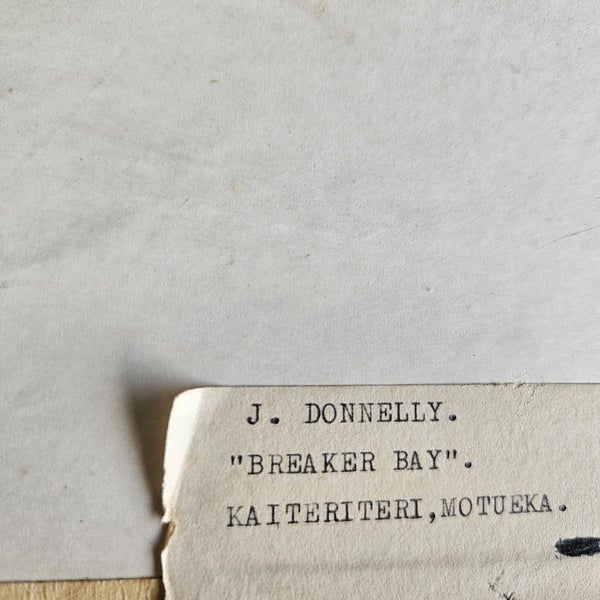 J. DONNELLY.
"BREAKER BAY".
KAITERITERI,MOTUEKA.